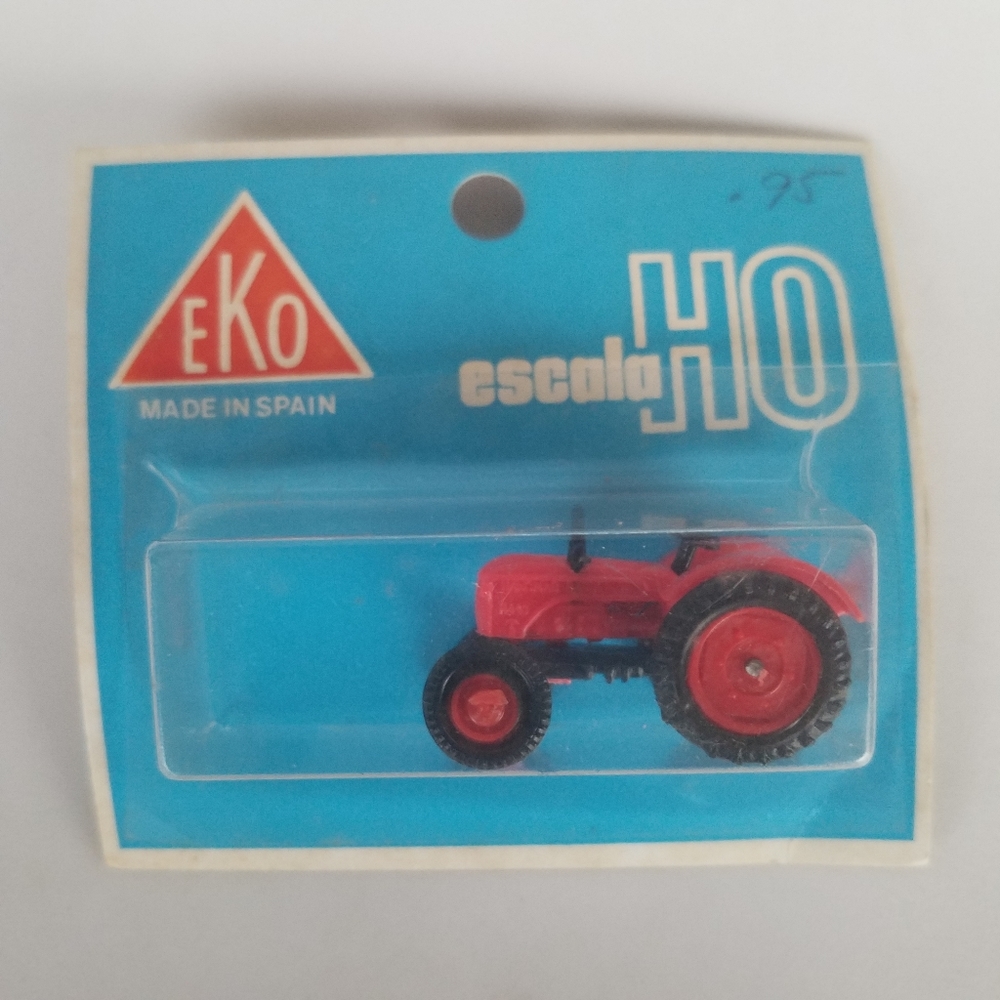 .95
EKO
MADE IN SPAIN
escala HO